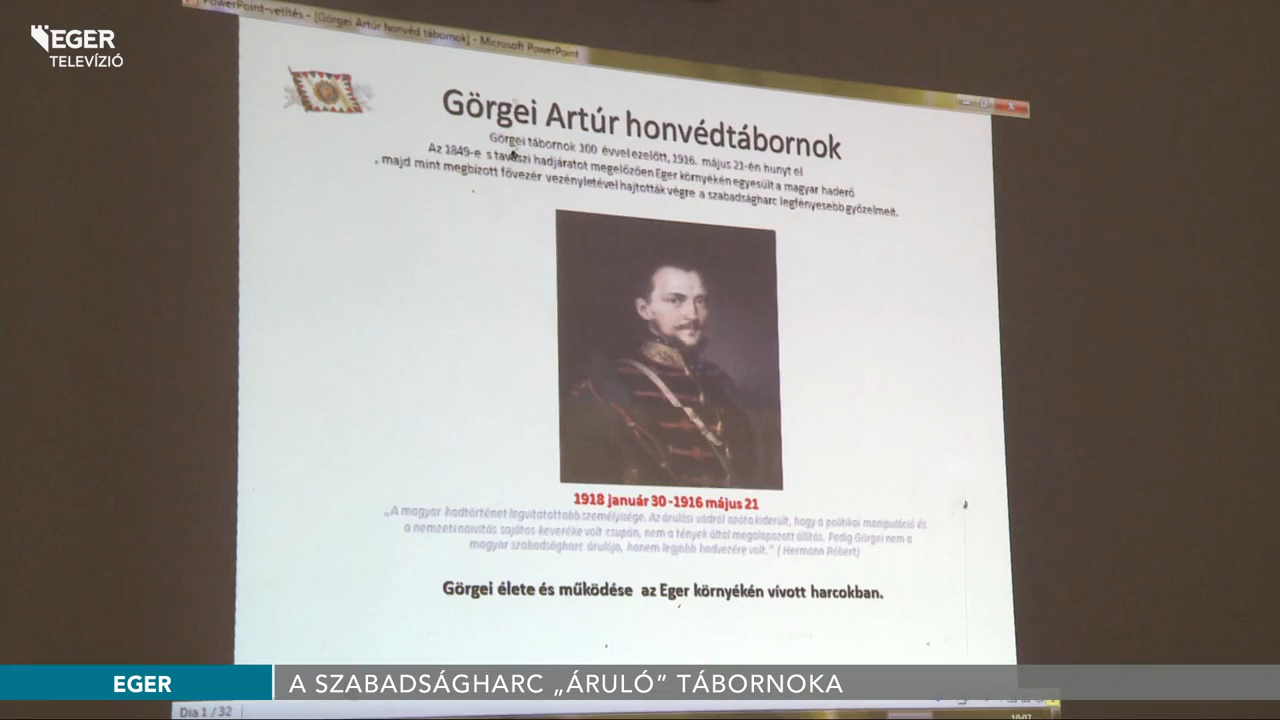 EGER
TELEVÍZIÓ
PowerPoint-vetítés - [Görgei Artúr honvéd tábornok] - Microsoft PowerPoint
Görgei Artúr honvédtábornok
Görgei tábornok 100 évvel ezelőtt, 1916. május 21-én hunyt el
Az 1849-e s tavaszi hadjáratot megelőzően Eger környékén egyesült a magyar haderő
, majd mint megbízott fővezér vezényletével hajtották végre a szabadságharc legfényesebb győzelmeit.
1918 január 30 -1916 május 21
„A magyar hadtörténet legvitatottabb személyisége. Az árulási vádról azóta kiderült, hogy a politikai manipuláció és
a nemzeti naivitás sajátos keveréke volt csupán, nem a tények által megalapozott állítás. Pedig Görgei nem a
magyar szabadságharc árulója, hanem legjobb hadvezére volt." ( Hermann Róbert)
Görgei élete és működése az Eger környékén vívott harcokban.
EGER
A SZABADSÁGHARC „ÁRULÓ” TÁBORNOKA
Dia 1 / 32